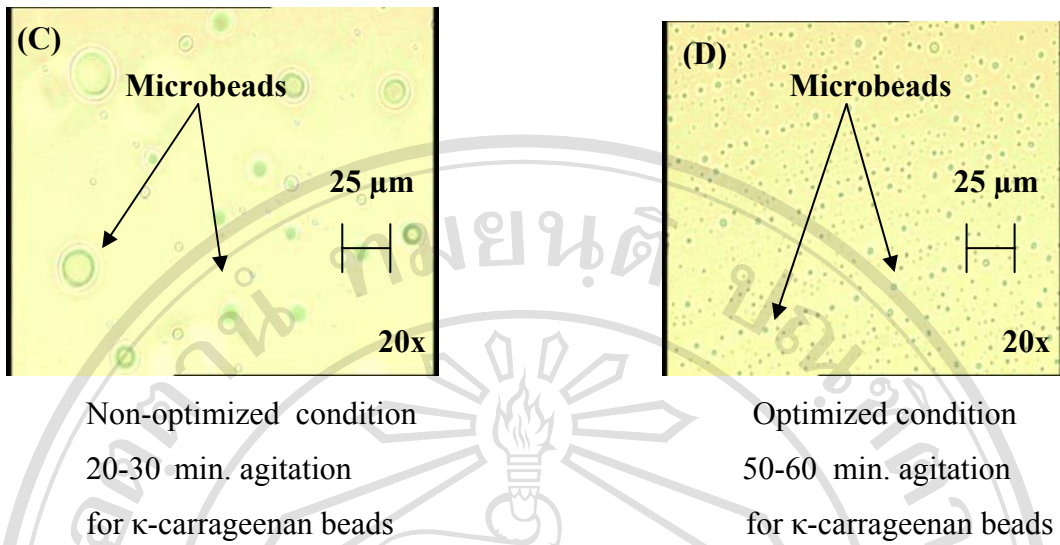 (C)
Microbeads
25 µm
20x
Non-optimized condition
20-30 min. agitation
for κ-carrageenan beads
(D)
Microbeads
25 µm
20x
Optimized condition
50-60 min. agitation
for κ-carrageenan beads